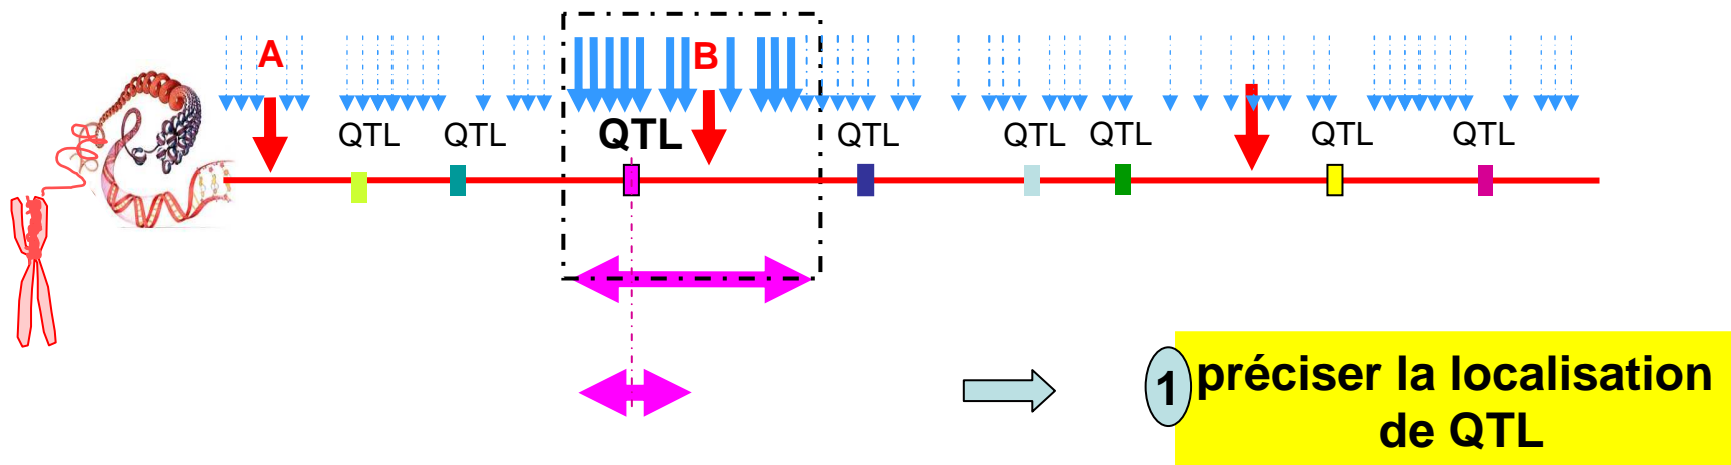 A
B
QTL
QTL
QTL
QTL
QTL
QTL
QTL
QTL
1
préciser la localisation
de QTL